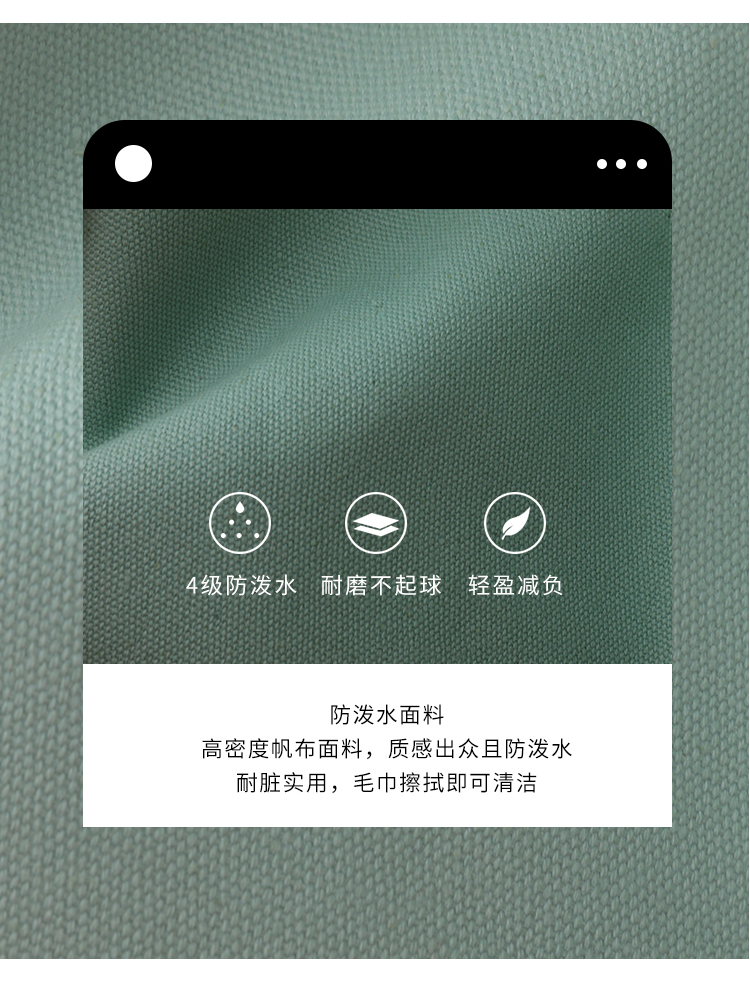 4级防泼水 耐磨不起球 轻盈减负
防泼水面料
高密度帆布面料，质感出众且防泼水
耐脏实用，毛巾擦拭即可清洁